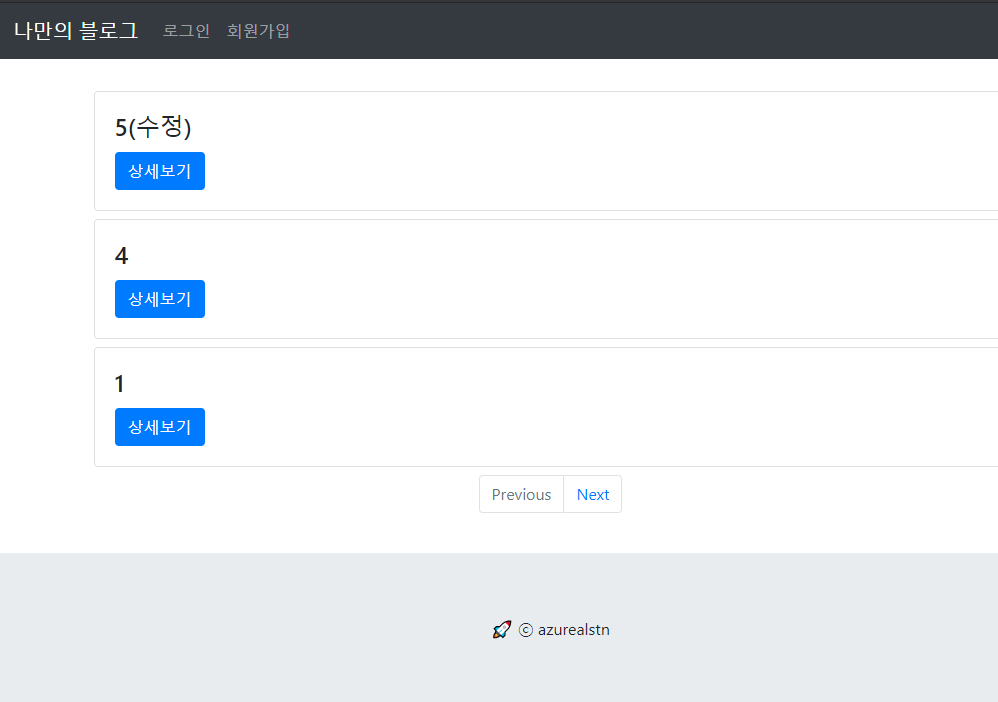 나만의 블로그 로그인 회원가입
5(수정)
상세보기
4
상세보기
1
상세보기
Previous Next
🚀 ⓒ azurealstn